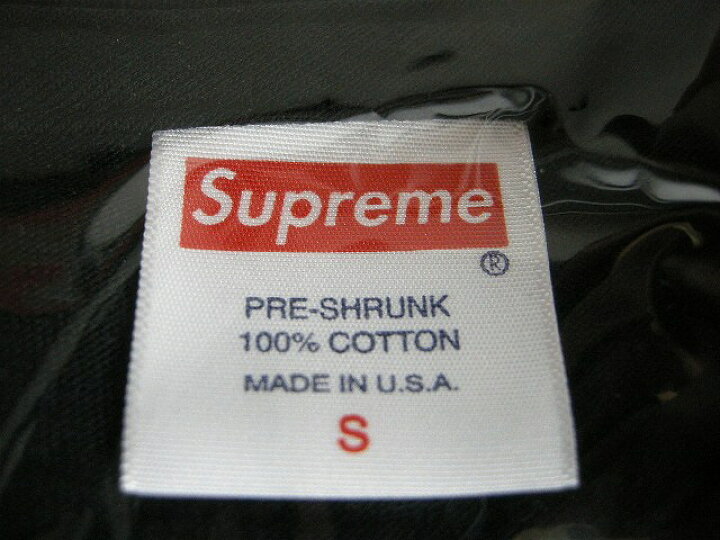 Supreme
®
PRE-SHRUNK
100% COTTON
MADE IN U.S.A.
S